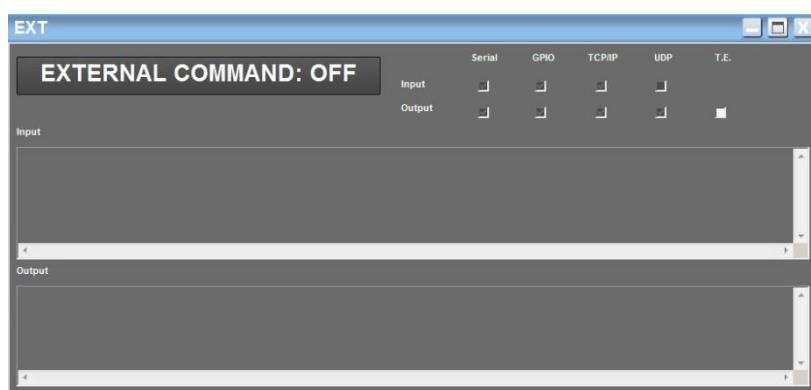 EXT
Serial GPIO TCP/IP UDP T.E.
EXTERNAL COMMAND: OFF
Input
Output
Input
Output